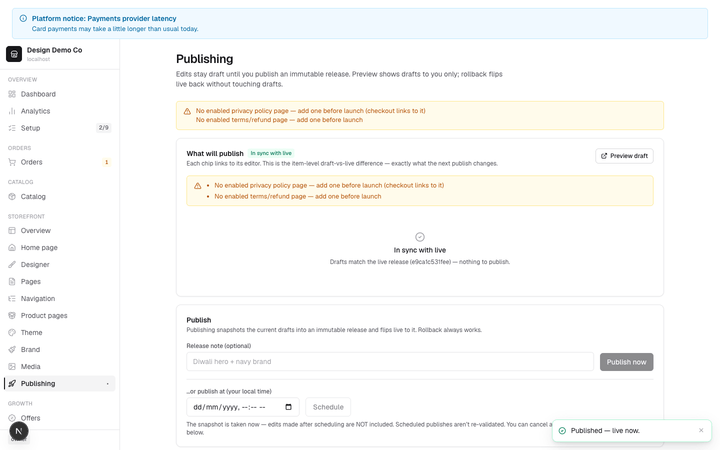 Platform notice: Payments provider latency
Card payments may take a little longer than usual today.
Design Demo Co
localhost
OVERVIEW
Dashboard
Analytics
Setup 2/9
ORDERS
Orders 1
CATALOG
Catalog
STOREFRONT
Overview
Home page
Designer
Pages
Navigation
Product pages
Theme
Brand
Media
Publishing
GROWTH
Offers
N
Publishing
Edits stay draft until you publish an immutable release. Preview shows drafts to you only; rollback flips
live back without touching drafts.
No enabled privacy policy page — add one before launch (checkout links to it)
No enabled terms/refund page — add one before launch
What will publish In sync with live
Each chip links to its editor. This is the item-level draft-vs-live difference — exactly what the next publish changes.
Preview draft
No enabled privacy policy page — add one before launch (checkout links to it)
No enabled terms/refund page — add one before launch
In sync with live
Drafts match the live release (e9ca1c531fee) — nothing to publish.
Publish
Publishing snapshots the current drafts into an immutable release and flips live to it. Rollback always works.
Release note (optional)
Diwali hero + navy brand
Publish now
…or publish at (your local time)
dd/mm/yyyy, --:-- --
Schedule
The snapshot is taken now — edits made after scheduling are NOT included. Scheduled publishes aren't re-validated. You can cancel a
below.
Published — live now.